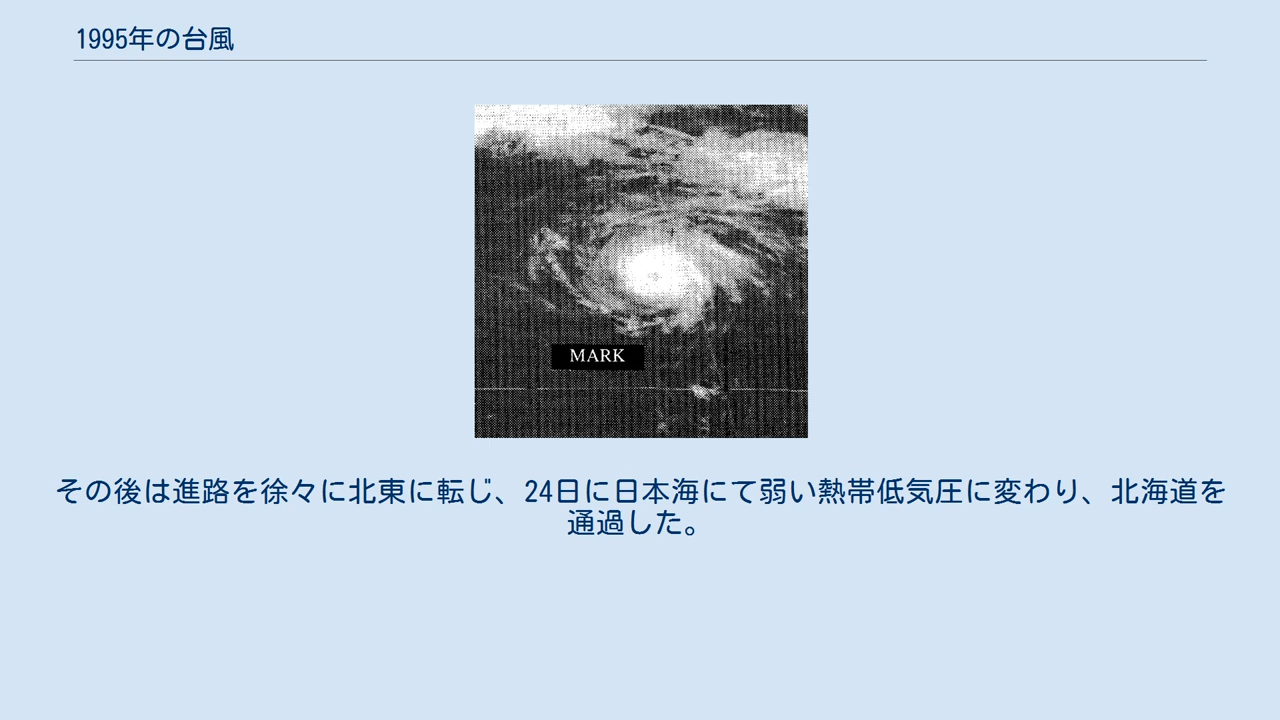 1995年の台風
MARK
その後は進路を徐々に北東に転じ、24日に日本海にて弱い熱帯低気圧に変わり、北海道を
通過した。